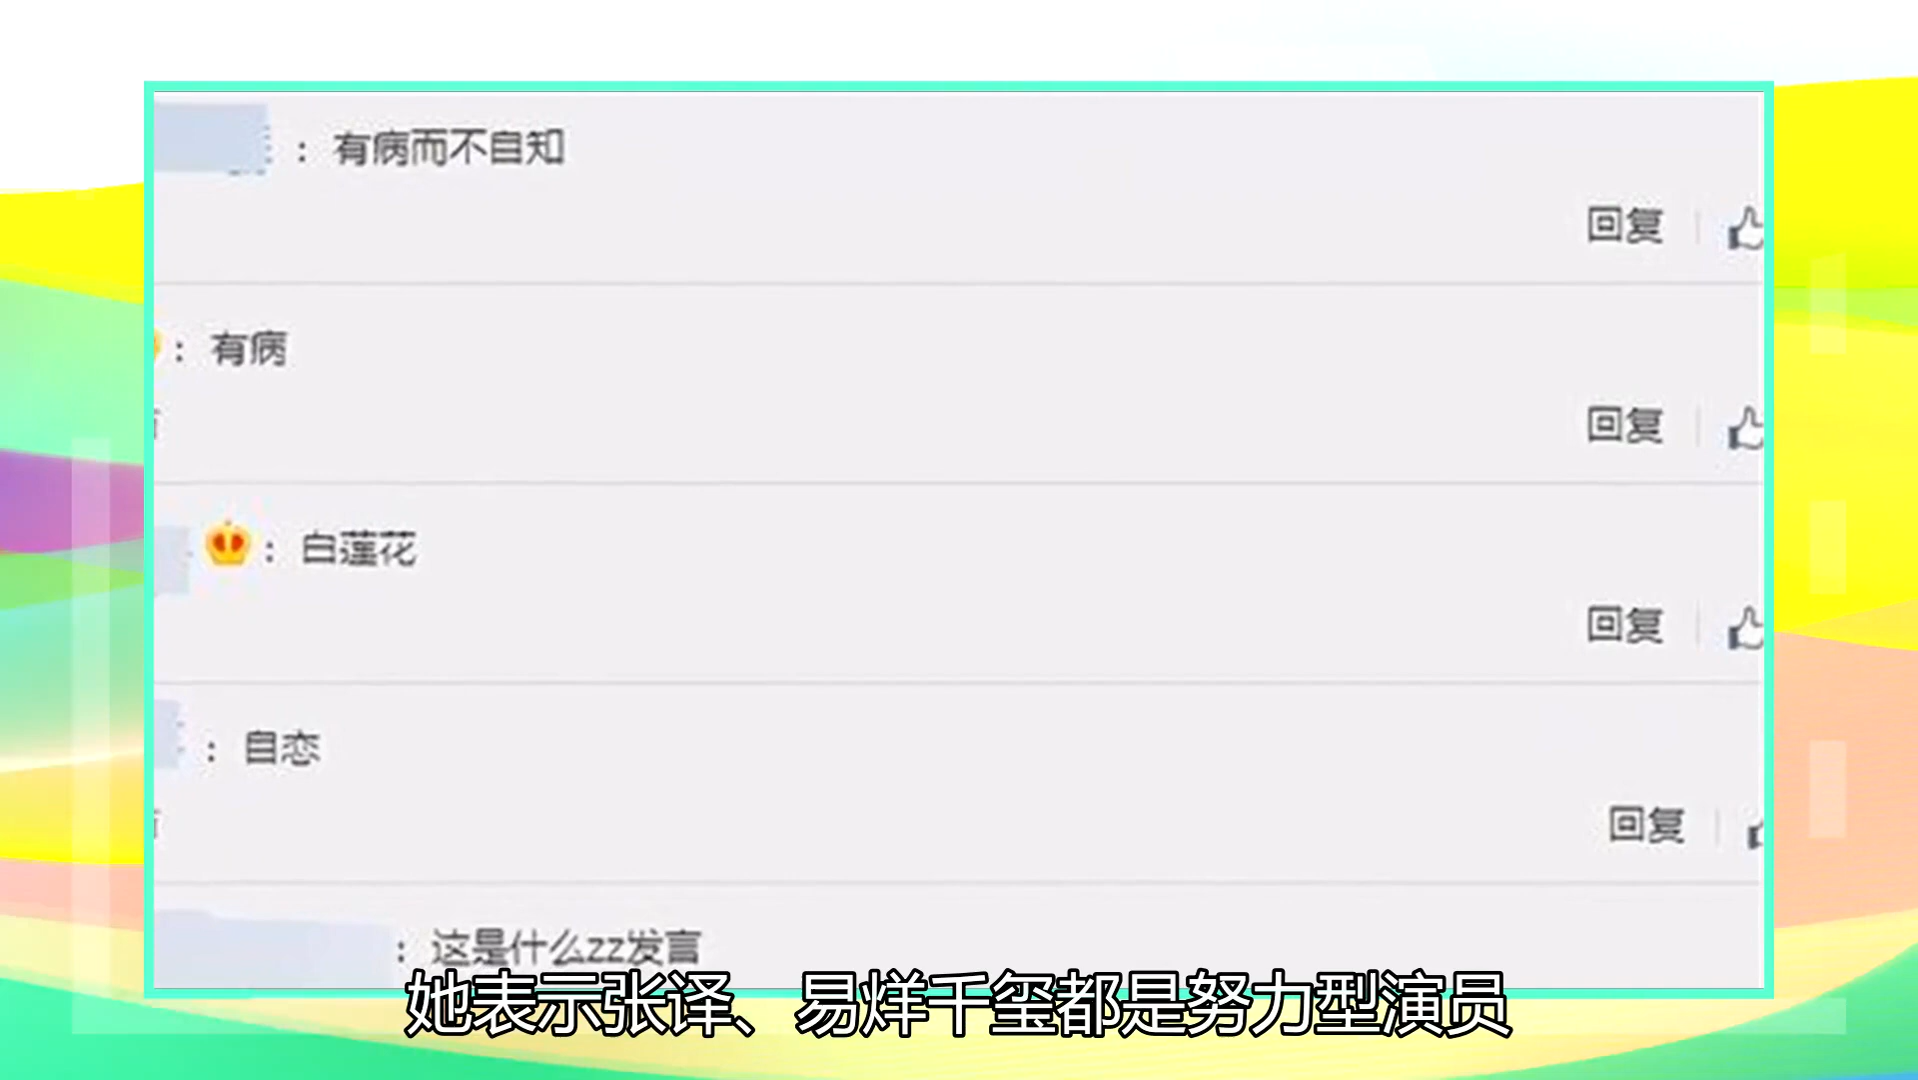 ：有病而不自知
回复
：有病
回复
：白莲花
回复
：自恋
回复
：这是什么zz发言
她表示张译、易烊千玺都是努力型演员